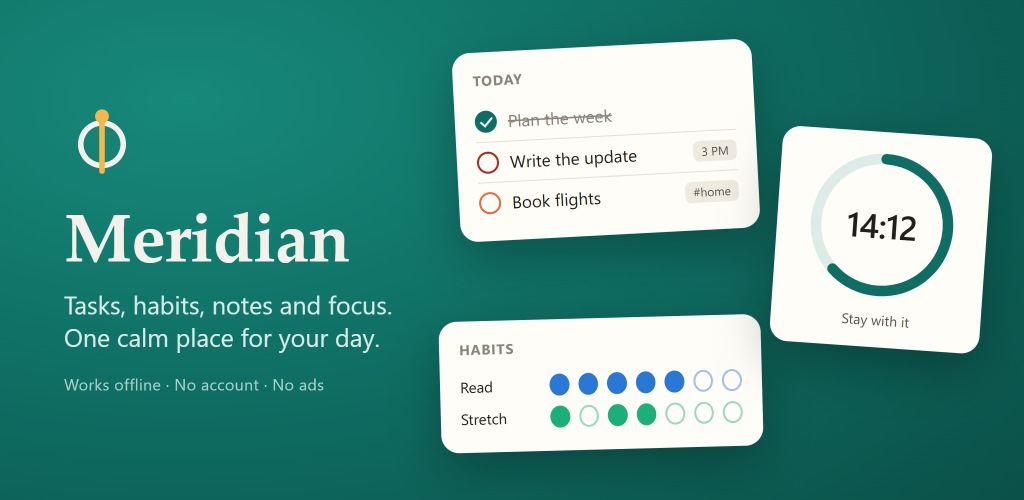 Meridian
Tasks, habits, notes and focus.
One calm place for your day.
Works offline · No account · No ads
TODAY
Plan the week
Write the update 3 PM
Book flights #home
14:12
Stay with it
HABITS
Read
Stretch